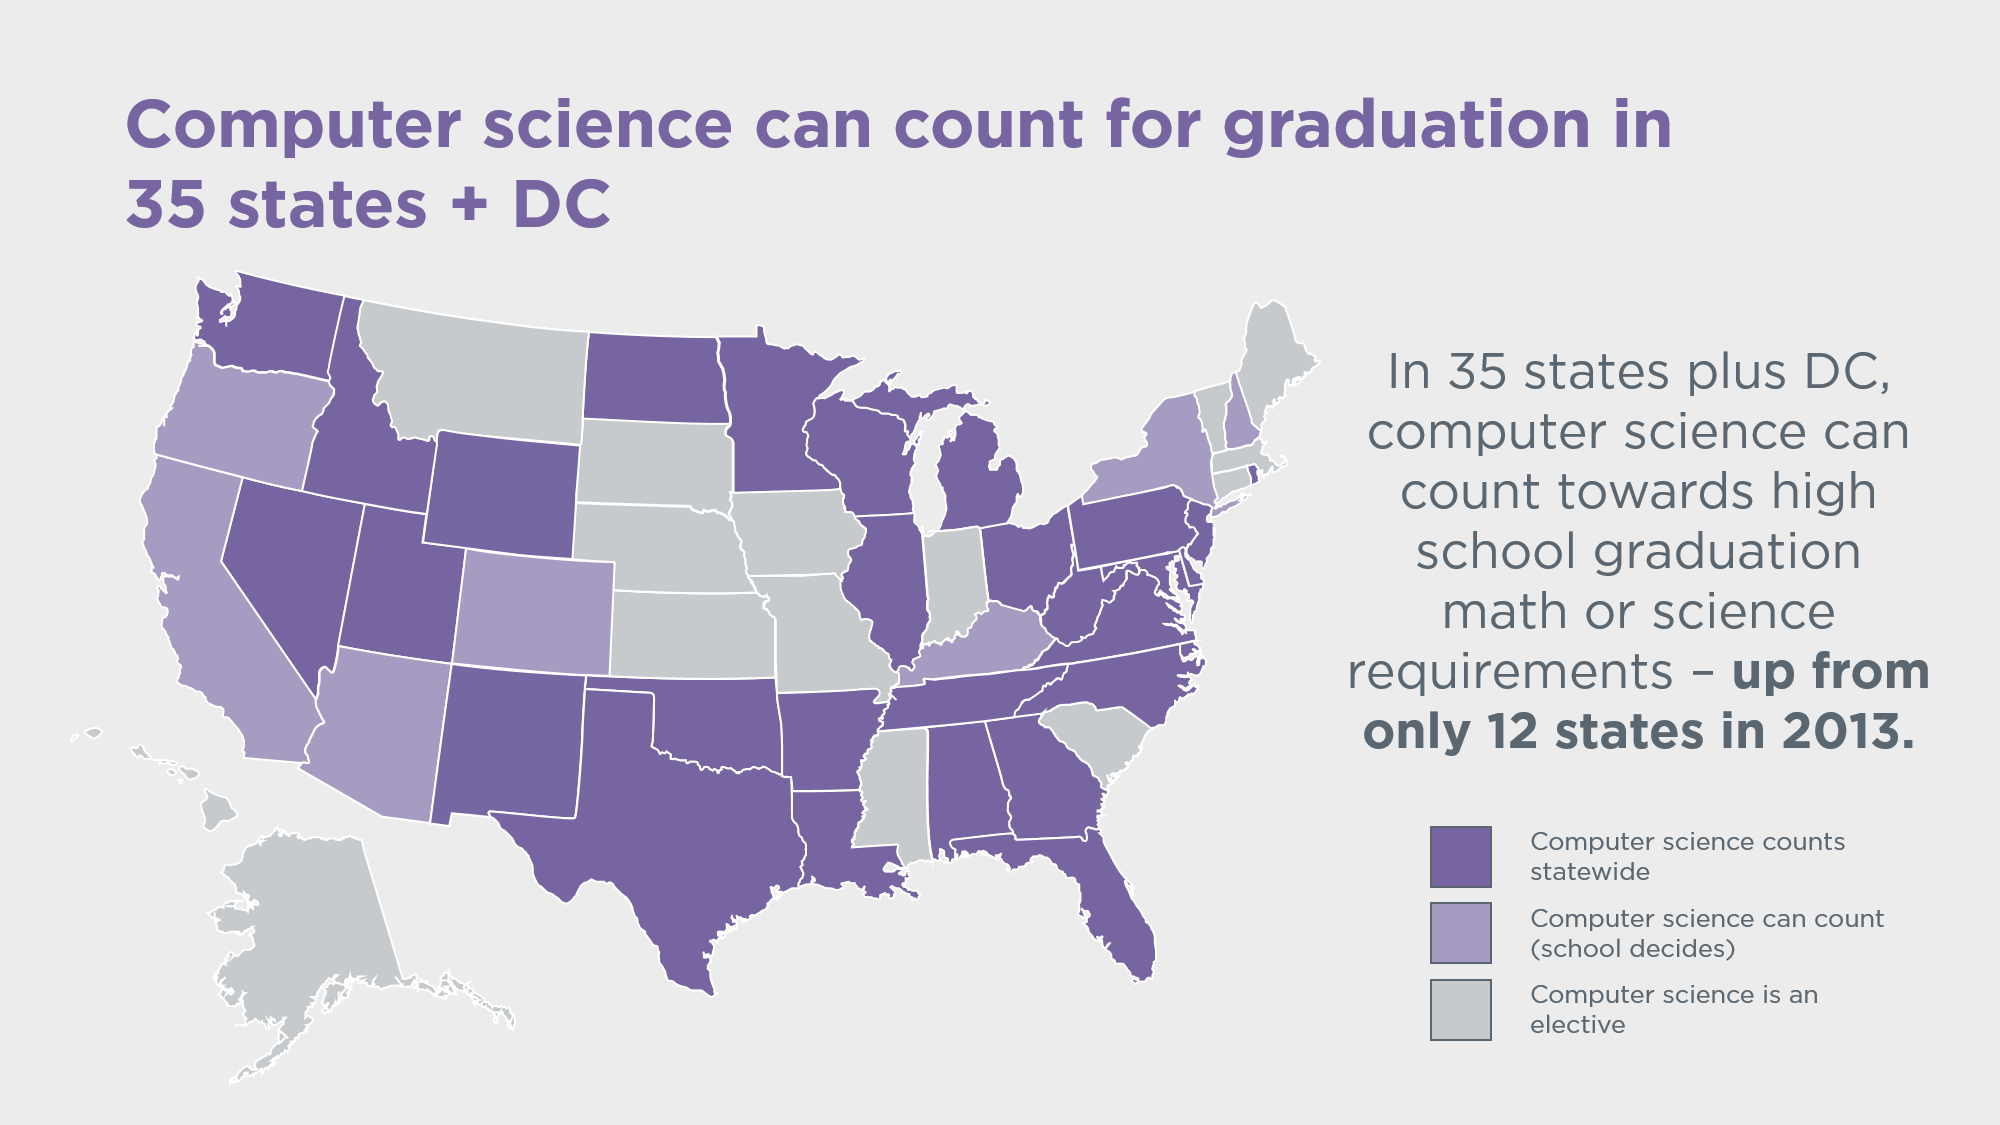 Computer science can count for graduation in
35 states + DC
In 35 states plus DC,
computer science can
count towards high
school graduation
math or science
requirements – up from
only 12 states in 2013.
Computer science counts
statewide
Computer science can count
(school decides)
Computer science is an
elective